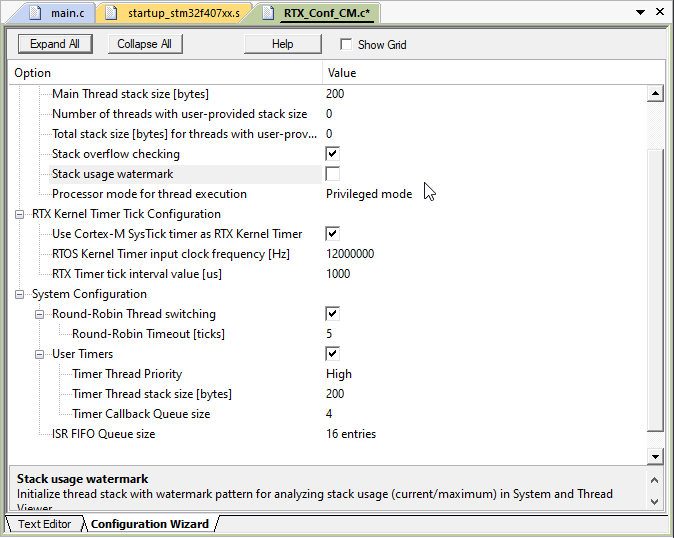 main.c
startup_stm32f407xx.s
RTX_Conf_CM.c*
Expand All
Collapse All
Help
Show Grid
Option Value
Main Thread stack size [bytes] 200
Number of threads with user-provided stack size 0
Total stack size [bytes] for threads with user-prov... 0
Stack overflow checking
Stack usage watermark
Processor mode for thread execution Privileged mode
RTX Kernel Timer Tick Configuration
Use Cortex-M SysTick timer as RTX Kernel Timer
RTOS Kernel Timer input clock frequency [Hz] 12000000
RTX Timer tick interval value [us] 1000
System Configuration
Round-Robin Thread switching
Round-Robin Timeout [ticks] 5
User Timers
Timer Thread Priority High
Timer Thread stack size [bytes] 200
Timer Callback Queue size 4
ISR FIFO Queue size 16 entries
Stack usage watermark
Initialize thread stack with watermark pattern for analyzing stack usage (current/maximum) in System and Thread
Viewer
Text Editor
Configuration Wizard